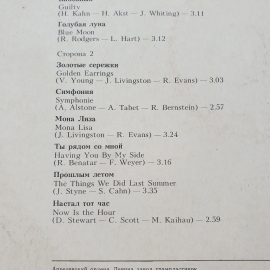 Guilty
(H. Kahn — H. Akst — J. Whiting) — 3.11
Голубая луна
Blue Moon
(R. Rodgers — L. Hart) — 3.12
Сторона 2
Золотые сережки
Golden Earrings
(V. Young — J. Livingston — R. Evans) — 3.03
Симфония
Symphonie
(A. Alstone — A. Tabet — R. Bernstein) — 2.57
Мона Лиза
Mona Lisa
(J. Livingston — R. Evans) — 3.24
Ты рядом со мной
Having You By My Side
(R. Benatar — F. Weyer) — 3.16
Прошлым летом
The Things We Did Last Summer
(J. Styne — S. Cahn) — 3.35
Настал тот час
Now Is the Hour
(D. Stewart — C. Scott — M. Kaihau) — 2.59